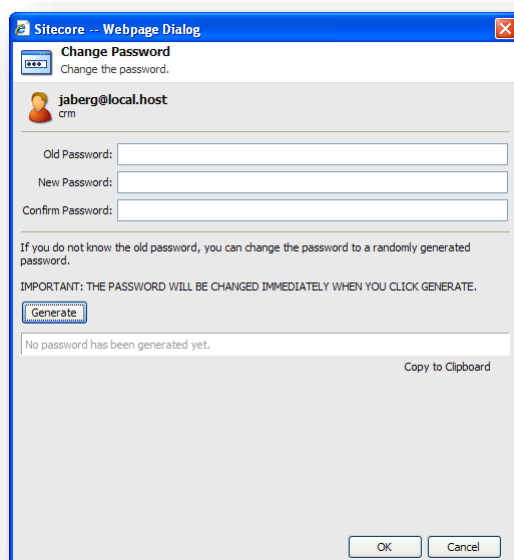 Sitecore -- Webpage Dialog
Change Password
Change the password.
jaberg@local.host
crm
Old Password:
New Password:
Confirm Password:
If you do not know the old password, you can change the password to a randomly generated
password.
IMPORTANT: THE PASSWORD WILL BE CHANGED IMMEDIATELY WHEN YOU CLICK GENERATE.
Generate
No password has been generated yet.
Copy to Clipboard
OK Cancel